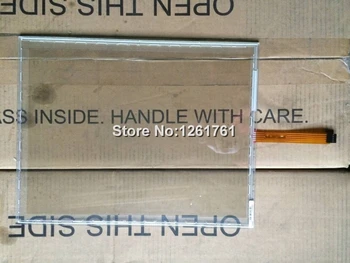 OPEN THIS SIDE
ASS INSIDE. HANDLE WITH CARE.
Store No:1261761
OPEN THIS SIDE